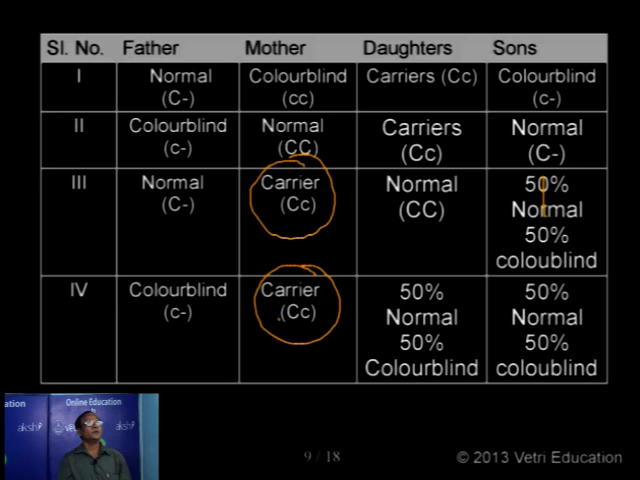 Sl. No. Father Mother Daughters Sons
I Normal (C-) Colourblind (cc) Carriers (Cc) Colourblind (c-)
II Colourblind (c-) Normal (CC) Carriers (Cc) Normal (C-)
III Normal (C-) Carrier (Cc) Normal (CC) 50% Normal 50% coloublind
IV Colourblind (c-) Carrier (Cc) 50% Normal 50% Colourblind 50% Normal 50% coloublind
Online Education
9 / 18
© 2013 Vetri Education